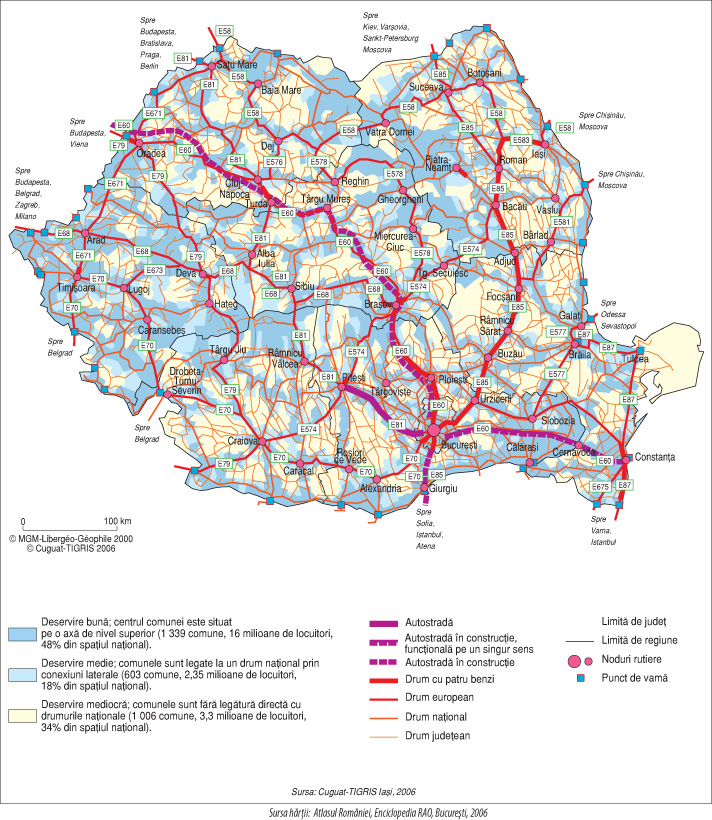 Spre
Budapesta,
Bratislava,
Praga,
Berlin
E58
E81
Satu Mare
E58
E81
Baia Mare
Spre
Kiev, Varșovia,
Sankt-Petersburg
Moscova
E85
Suceava
Botoșani
E58
E85
E58
Vatra Dornei
E58
E583
Iași
E58
Spre Chișinău,
Moscova
Spre Chișinău,
Moscova
Spre
Budapesta,
Viena
E60
E671
E79
Oradea
E60
E79
E671
E58
Dej
E81
E576
E578
Cluj
Napoca
Turda
Târgu Mureș
E60
Reghin
E578
Gheorgheni
Piatra-
Neamț
Roman
E85
Bacău
Vaslui
E581
Bârlad
Spre
Budapesta,
Belgrad,
Zagreb,
Milano
E68
Arad
E671
E70
Timișoara
E68
E673
Lugoj
E79
Deva
E68
Hațeg
E81
Alba
Iulia
E81
E68
Sibiu
E68
E60
E60
Miercurea-
Ciuc
E578
Tg. Secuiesc
E574
E574
Brașov
E85
Adjud
Focșani
E85
Râmnicu
Sărat
Galați
E577
E87
Brăila
E87
Tulcea
Spre
Odessa
Sevastopol
E70
Spre
Belgrad
Caransebeș
E70
Drobeta-
Turnu
Severin
Spre
Belgrad
Târgu Jiu
E79
E70
Craiova
E79
E81
Râmnicu
Vâlcea
E574
E81
Pitești
Târgoviște
E60
Ploiești
E60
E81
București
E85
Buzău
E85
Urziceni
E577
E60
Slobozia
Călărași
Cernavodă
E60
E87
Constanța
E675
E87
Spre
Varna,
Istanbul
E574
E70
Caracal
Roșiori
de Vede
E70
Alexandria
E70
E70
E85
Giurgiu
Spre
Sofia,
Istanbul,
Atena
0 100 km
© MGM-Libergéo-Géophile 2000
© Cuguat-TIGRIS 2006
Deservire bună; centrul comunei este situat
pe o axă de nivel superior (1 339 comune, 16 milioane de locuitori,
48% din spațiul național).
Deservire medie; comunele sunt legate la un drum național prin
conexiuni laterale (603 comune, 2,35 milioane de locuitori,
18% din spațiul național).
Deservire mediocră; comunele sunt fără legătură directă cu
drumurile naționale (1 006 comune, 3,3 milioane de locuitori,
34% din spațiul național).
Autostradă
Autostradă în construcție,
funcțională pe un singur sens
Autostradă în construcție
Drum cu patru benzi
Drum european
Drum național
Drum județean
Limită de județ
Limită de regiune
Noduri rutiere
Punct de vamă
Sursa: Cuguat-TIGRIS Iași, 2006
Sursa hărții: Atlasul României, Enciclopedia RAO, București, 2006